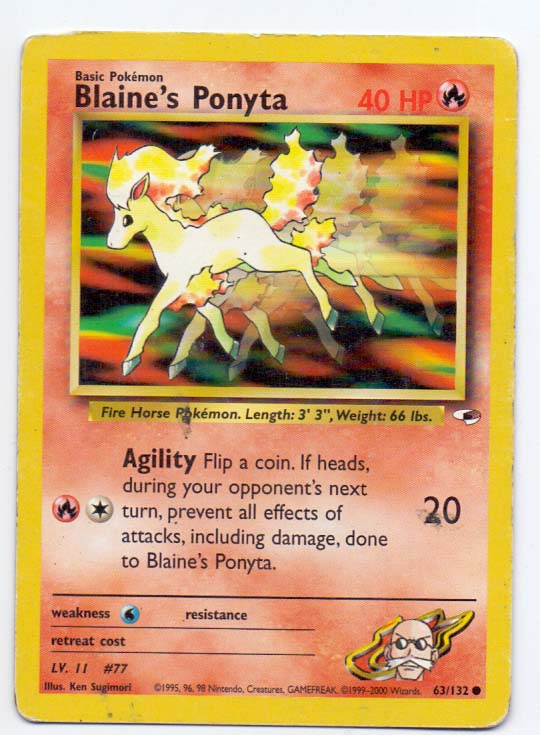 Basic Pokémon
Blaine's Ponyta 40 HP
Fire Horse Pokémon. Length: 3' 3", Weight: 66 lbs.
Agility Flip a coin. If heads,
during your opponent's next
turn, prevent all effects of
attacks, including damage, done
to Blaine's Ponyta.
20
weakness resistance
retreat cost
LV. 11 #77
Illus. Ken Sugimori ©1995, 96, 98 Nintendo, Creatures, GAMEFREAK. ©1999-2000 Wizards. 63/132